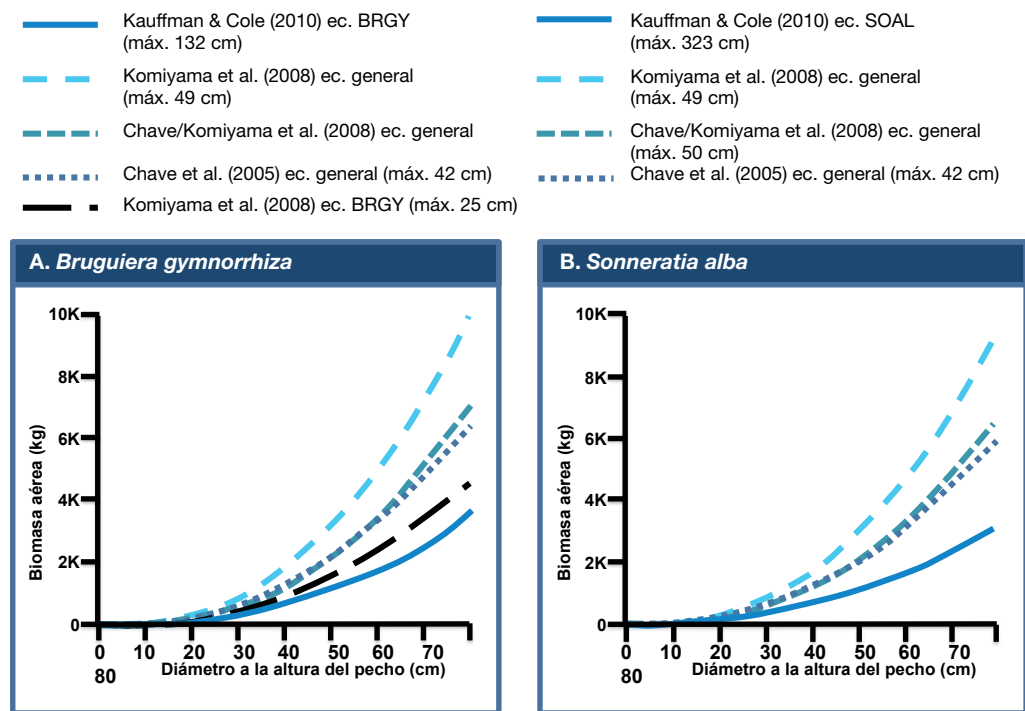 Kauffman & Cole (2010) ec. BRGY
(máx. 132 cm)
Komiyama et al. (2008) ec. general
(máx. 49 cm)
Chave/Komiyama et al. (2008) ec. general
Chave et al. (2005) ec. general (máx. 42 cm)
Komiyama et al. (2008) ec. BRGY (máx. 25 cm)
Kauffman & Cole (2010) ec. SOAL
(máx. 323 cm)
Komiyama et al. (2008) ec. general
(máx. 49 cm)
Chave/Komiyama et al. (2008) ec. general
(máx. 50 cm)
Chave et al. (2005) ec. general (máx. 42 cm)
A. Bruguiera gymnorrhiza
Biomasa aérea (kg)
10K
8K
6K
4K
2K
0
0 10 20 30 40 50 60 70
80
Diámetro a la altura del pecho (cm)
B. Sonneratia alba
Biomasa aérea (kg)
10K
8K
6K
4K
2K
0
0 10 20 30 40 50 60 70
80
Diámetro a la altura del pecho (cm)